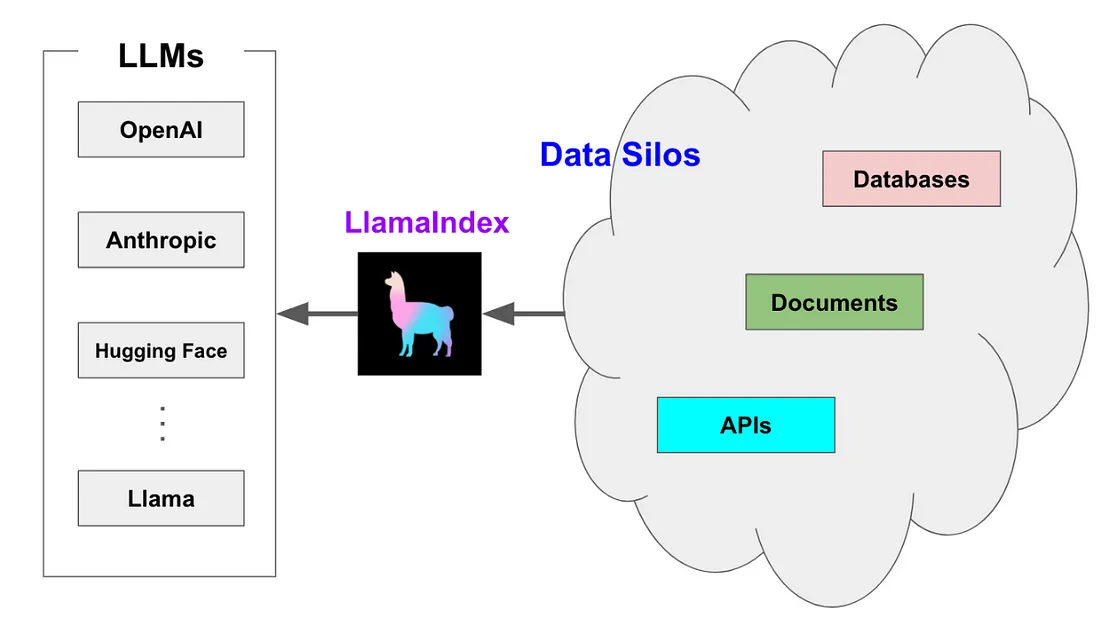 LLMs
OpenAI
Anthropic
Hugging Face
Llama
LlamaIndex
Data Silos
Databases
Documents
APIs